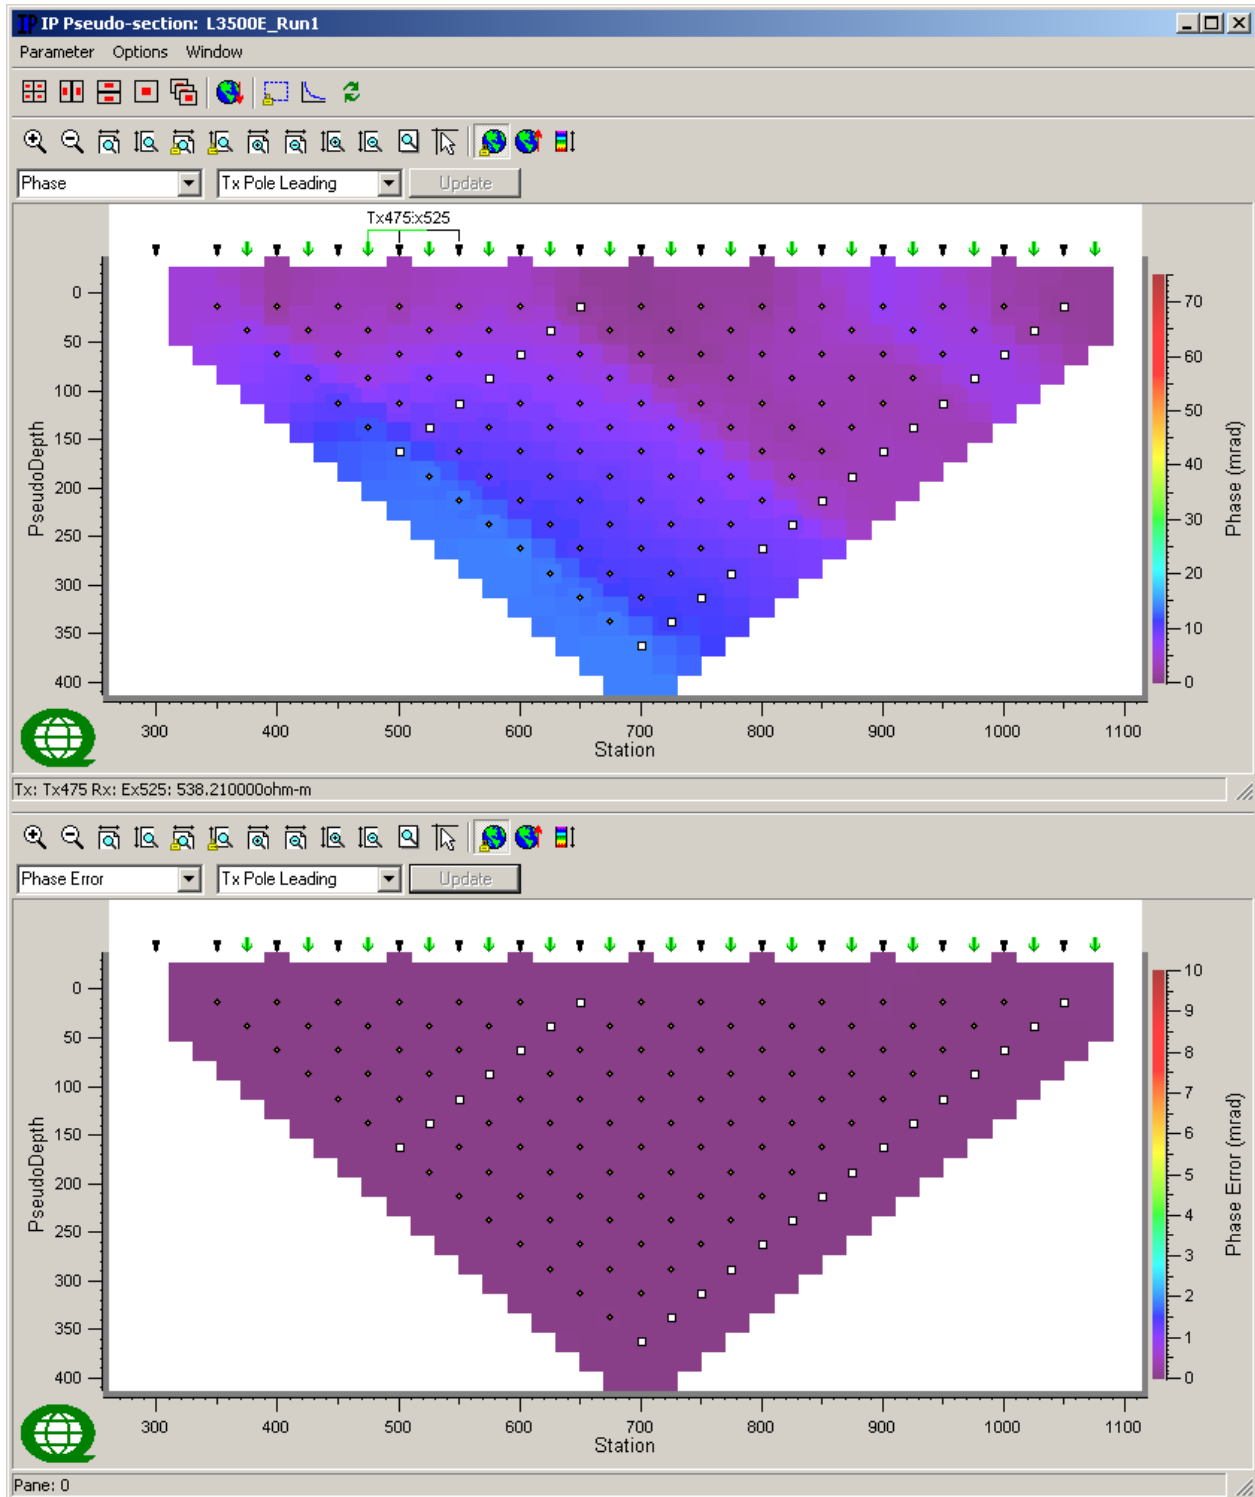 IP IP Pseudo-section: L3500E_Run1
Parameter Options Window
Phase Tx Pole Leading Update
Tx475:x525
0
50
100
150
200
250
300
350
400
PseudoDepth
70
60
50
40
30
20
10
0
Phase (mrad)
300 400 500 600 700 800 900 1000 1100
Station
Tx: Tx475 Rx: Ex525: 538.210000ohm-m
Phase Error Tx Pole Leading Update
0
50
100
150
200
250
300
350
400
PseudoDepth
10
9
8
7
6
5
4
3
2
1
0
Phase Error (mrad)
300 400 500 600 700 800 900 1000 1100
Station
Pane: 0